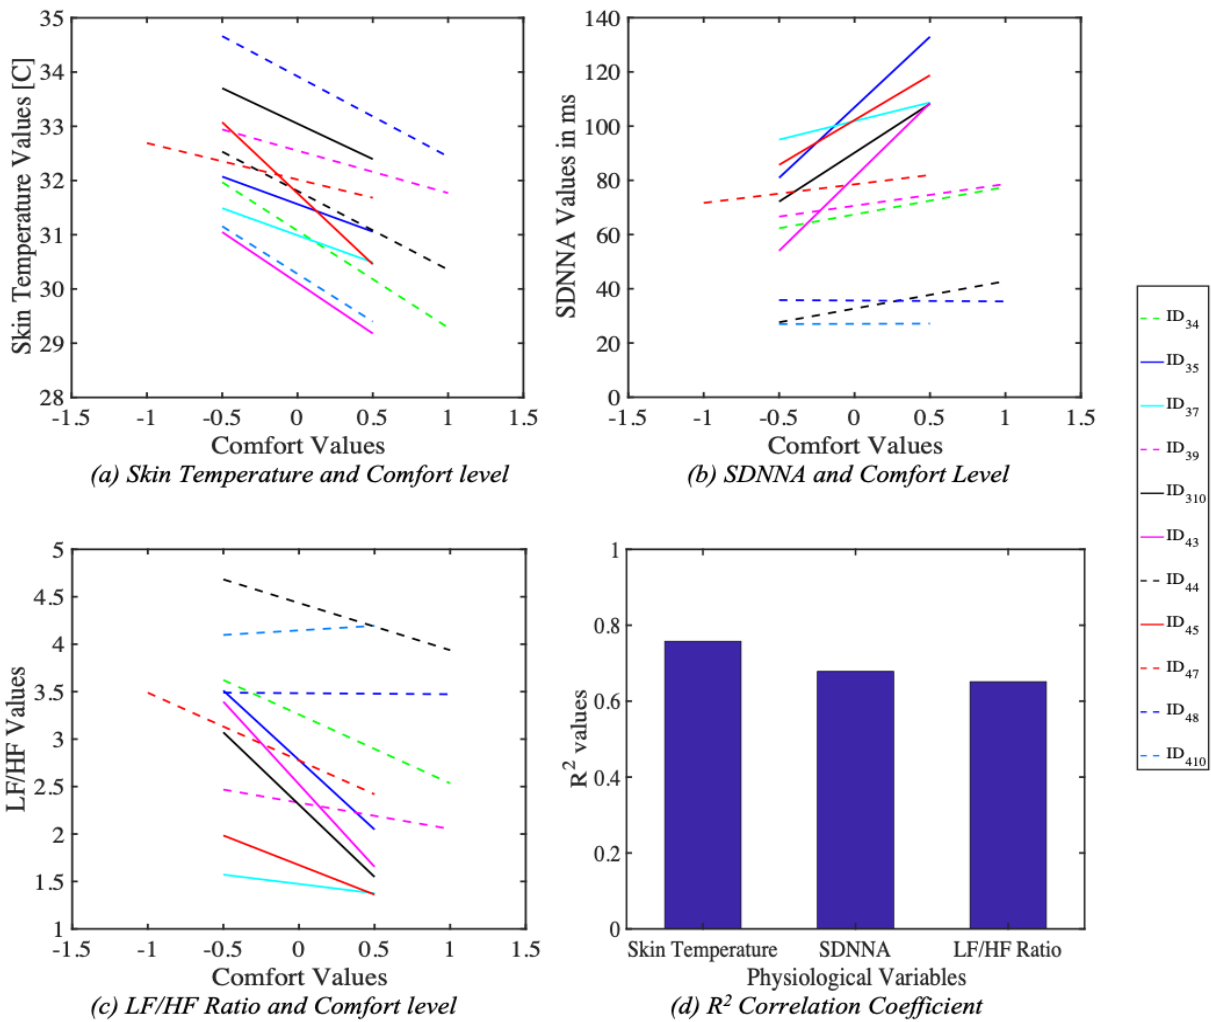 35
34
33
32
31
30
29
28
-1.5
-1
-0.5
0
0.5
1
1.5
Skin Temperature Values [C]
Comfort Values
(a) Skin Temperature and Comfort level
140
120
100
80
60
40
20
0
-1.5
-1
-0.5
0
0.5
1
1.5
SDNNA Values in ms
Comfort Values
(b) SDNNA and Comfort Level
ID34
ID35
ID37
ID39
ID310
ID43
ID44
ID45
ID47
ID48
ID410
5
4.5
4
3.5
3
2.5
2
1.5
1
-1.5
-1
-0.5
0
0.5
1
1.5
LF/HF Values
Comfort Values
(c) LF/HF Ratio and Comfort level
1
0.8
0.6
0.4
0.2
0
R² values
Skin Temperature
SDNNA
LF/HF Ratio
Physiological Variables
(d) R² Correlation Coefficient